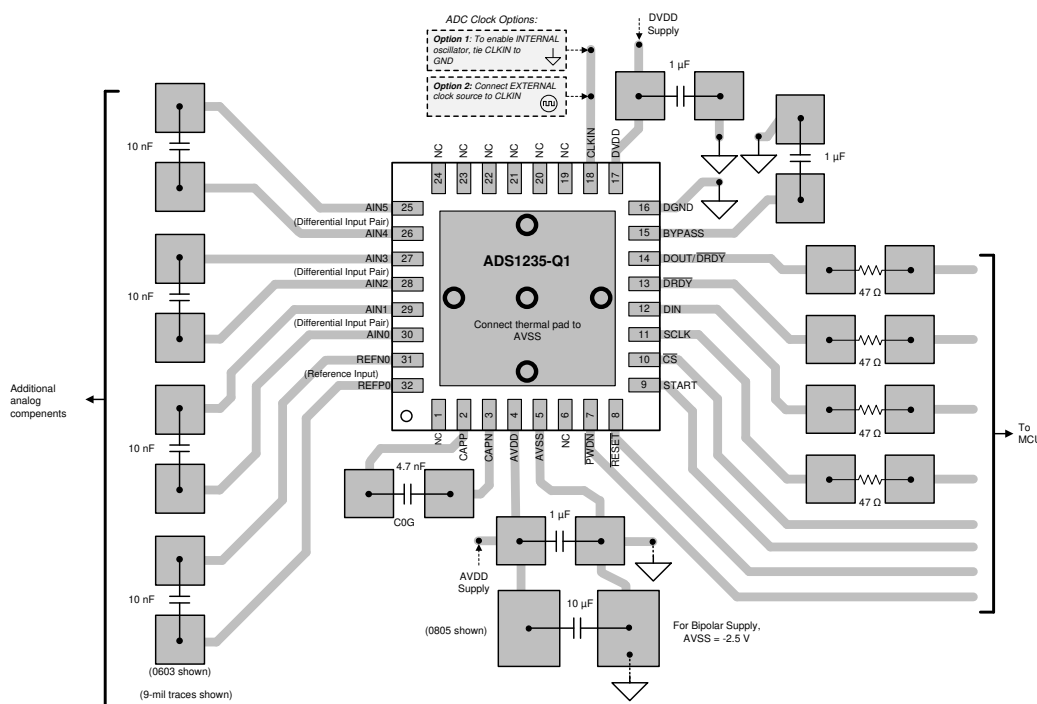 ADC Clock Options:
Option 1: To enable INTERNAL
oscillator, tie CLKIN to
GND
Option 2: Connect EXTERNAL
clock source to CLKIN
DVDD
Supply
1 µF
1 µF
10 nF
10 nF
10 nF
10 nF
Additional
analog
compenents
(0603 shown)
(9-mil traces shown)
NC
NC
NC
NC
NC
NC
CLKIN
DVDD
24
23
22
21
20
19
18
17
AIN5 25
(Differential Input Pair)
AIN4 26
AIN3 27
(Differential Input Pair)
AIN2 28
AIN1 29
(Differential Input Pair)
AIN0 30
REFN0 31
(Reference Input)
REFP0 32
ADS1235-Q1
Connect thermal pad to
AVSS
16 DGND
15 BYPASS
14 DOUT/DRDY
13 DRDY
12 DIN
11 SCLK
10 CS
9 START
1
2
3
4
5
6
7
8
NC
CAPP
CAPN
AVDD
AVSS
NC
PWDN
RESET
47 Ω
47 Ω
47 Ω
47 Ω
To
MCU
4.7 nF
C0G
1 µF
AVDD
Supply
10 µF
(0805 shown)
For Bipolar Supply,
AVSS = -2.5 V